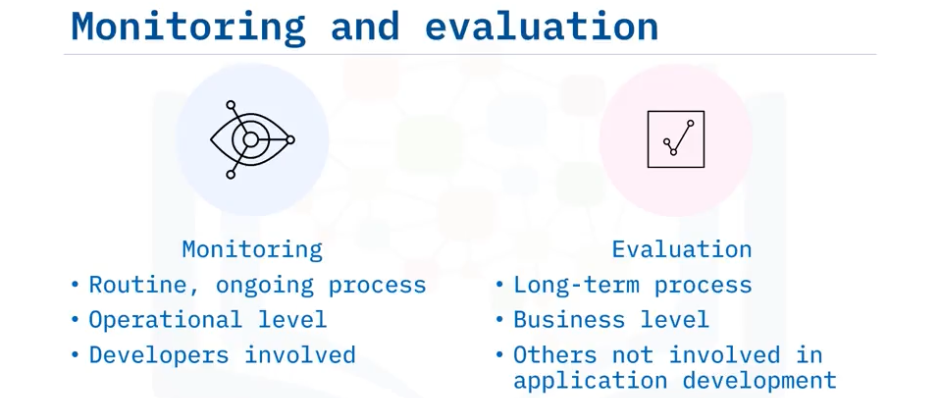 Monitoring and evaluation
Monitoring
• Routine, ongoing process
• Operational level
• Developers involved
Evaluation
• Long-term process
• Business level
• Others not involved in
application development